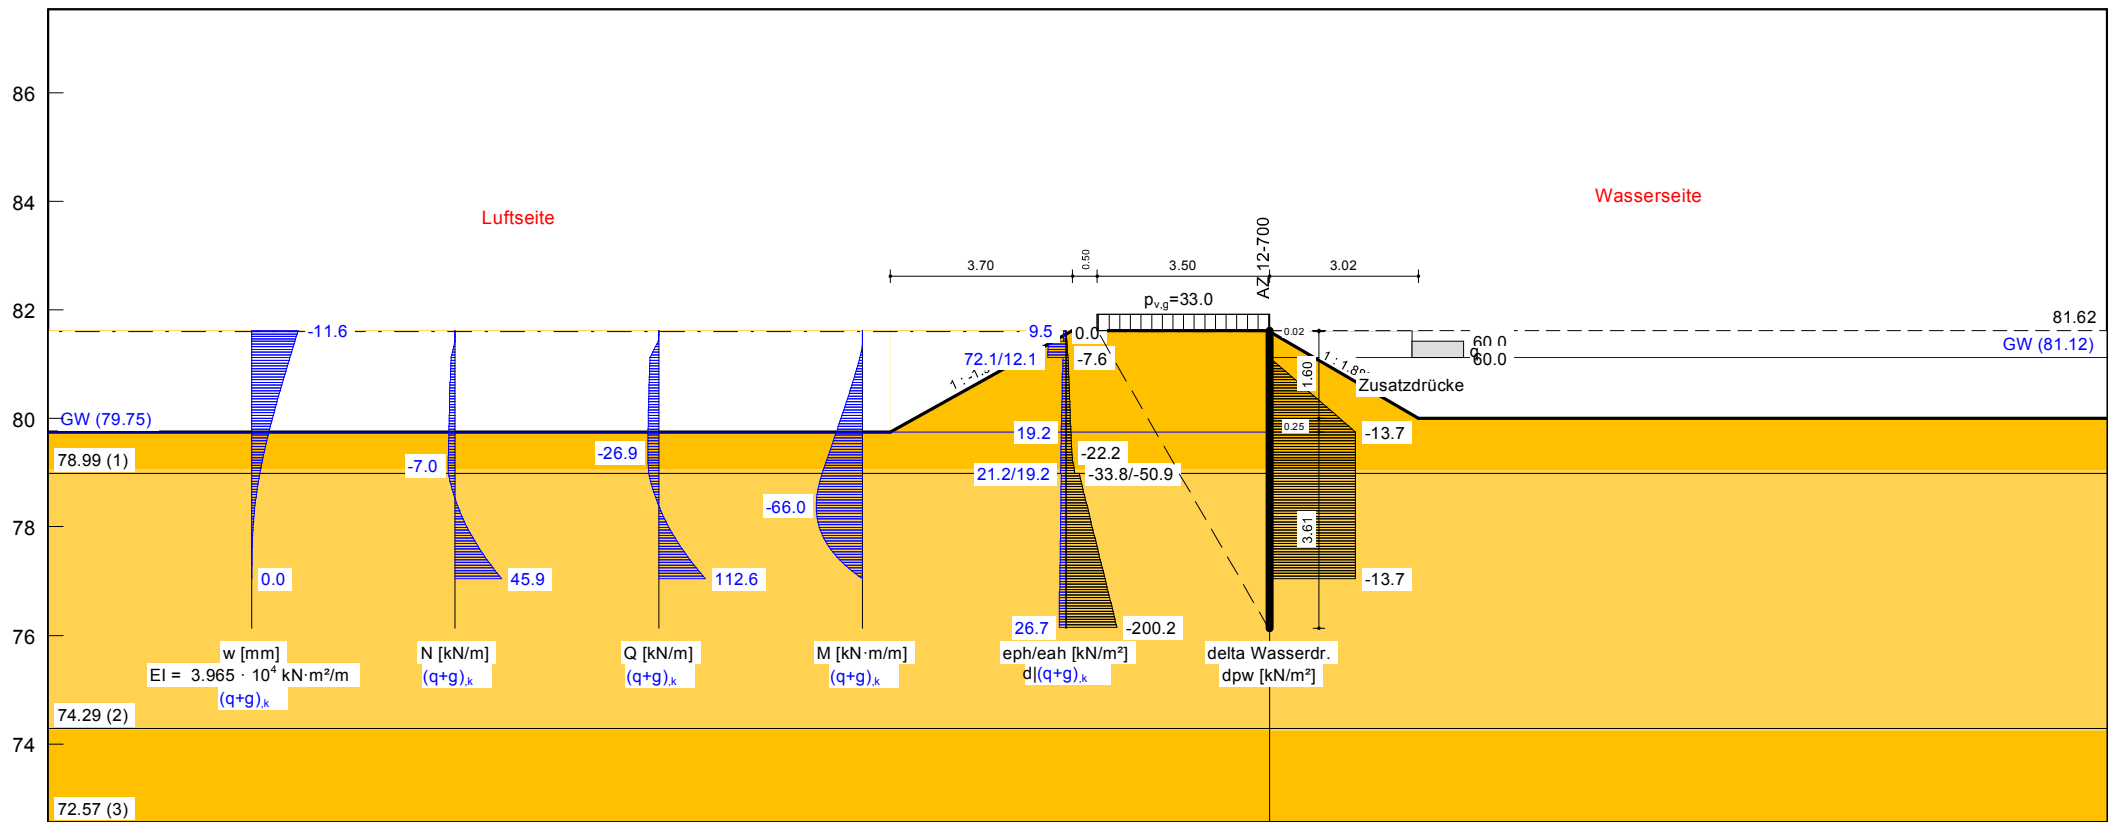 86
84
82
80
78
76
74
Luftseite
Wasserseite
AZ 12-700
3.70
0.50
3.50
3.02
p_v,g=33.0
81.62
GW (81.12)
-11.6
9.5
0.0
0.02
60.0
q
60.0
72.1/12.1
-7.6
1.60
Zusatzdrücke
GW (79.75)
19.2
0.25
-13.7
78.99 (1)
-7.0
-26.9
-22.2
21.2/19.2
-33.8/-50.9
-66.0
3.61
0.0
45.9
112.6
-13.7
26.7
-200.2
w [mm]
EI = 3.965 · 10⁴ kN·m²/m
(q+g),k
N [kN/m]
(q+g),k
Q [kN/m]
(q+g),k
M [kN·m/m]
(q+g),k
eph/eah [kN/m²]
d|(q+g),k
delta Wasserdr.
dpw [kN/m²]
74.29 (2)
72.57 (3)